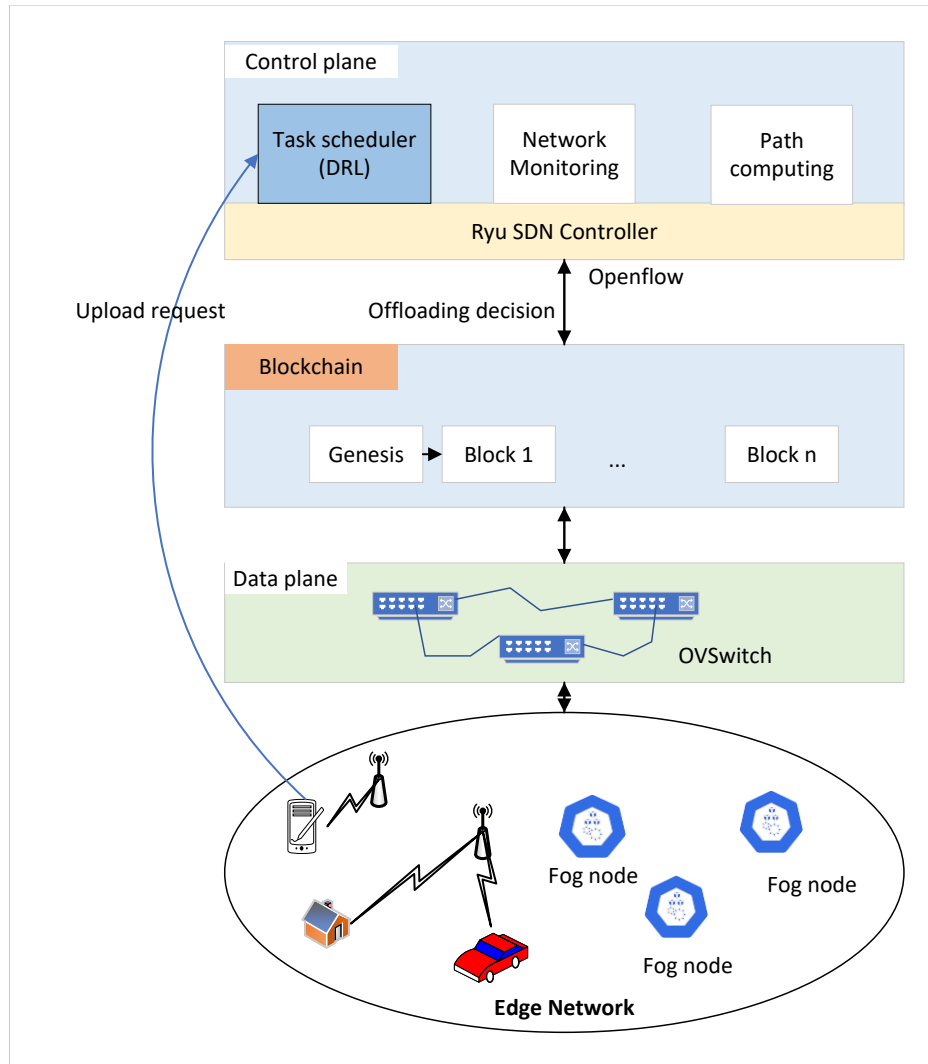 Control plane
Task scheduler
(DRL)
Network
Monitoring
Path
computing
Ryu SDN Controller
Openflow
Upload request
Offloading decision
Blockchain
Genesis
Block 1
...
Block n
Data plane
OVSwitch
Fog node
Fog node
Fog node
Edge Network